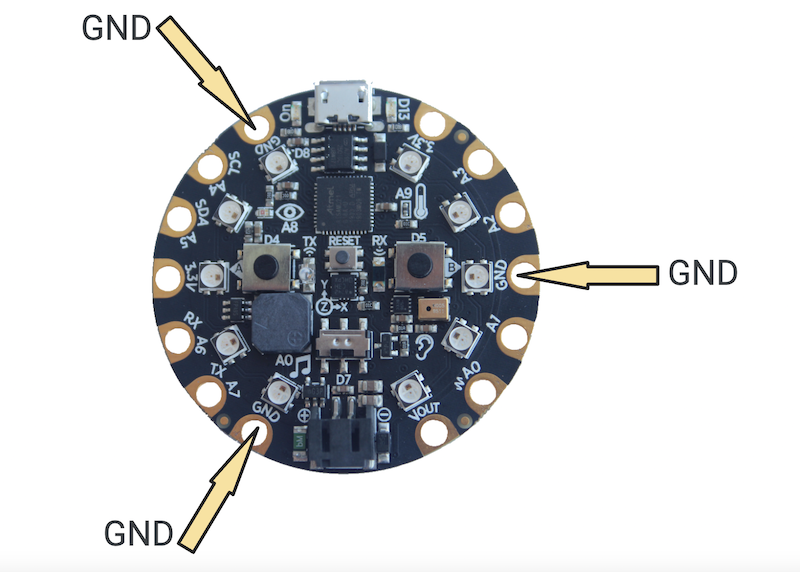 GND
On
D13
GND
D8
3.3V
SCL
A4
A9
A3
SDA
A5
A8
A2
D4
TX
RESET
RX
D5
A
B
GND
GND
3.3V
Y
Z
X
RX
A6
A1
TX
A7
A0
D7
A0
GND
VOUT
GND